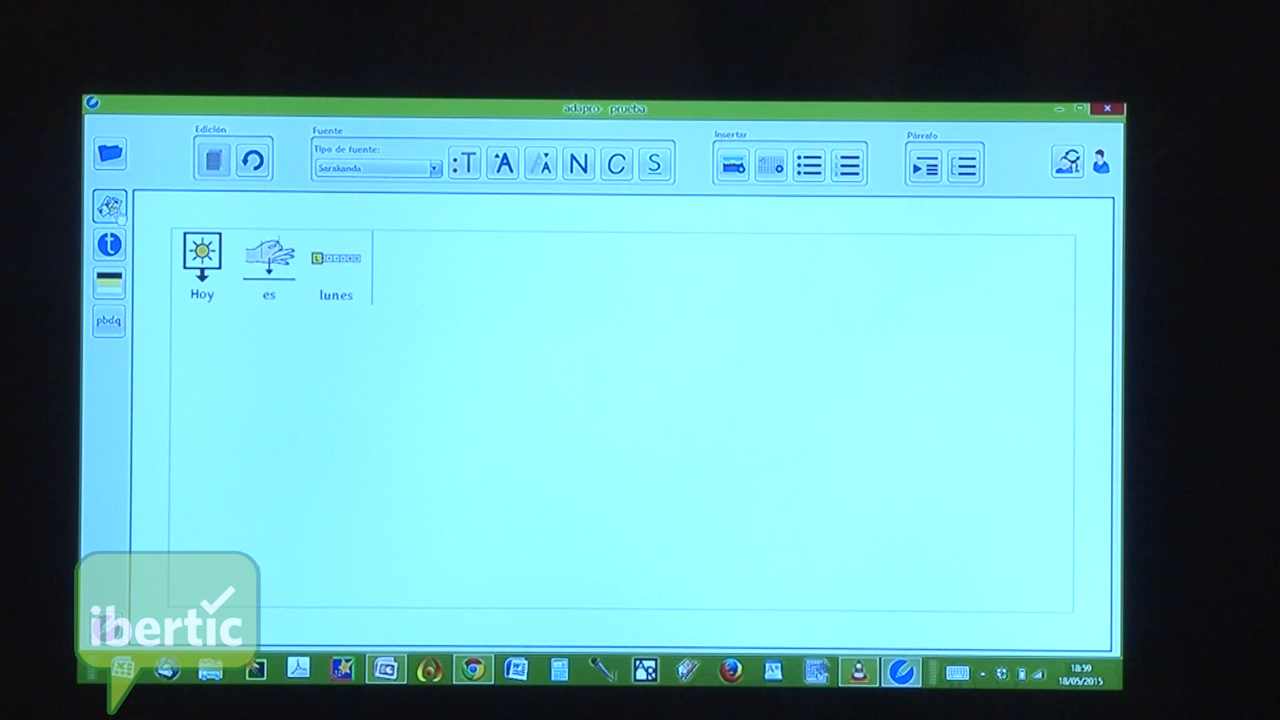 adapro - prueba
Edición
Fuente
Tipo de fuente:
Sarakanda
:T A A N C S
Insertar
Párrafo
t
pbdq
Hoy es lunes
ibertic
18:59
18/05/2015